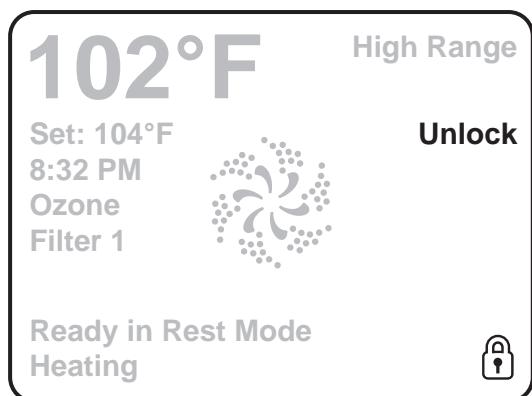 102°F
High Range
Set: 104°F
Unlock
8:32 PM
Ozone
Filter 1
Ready in Rest Mode
Heating